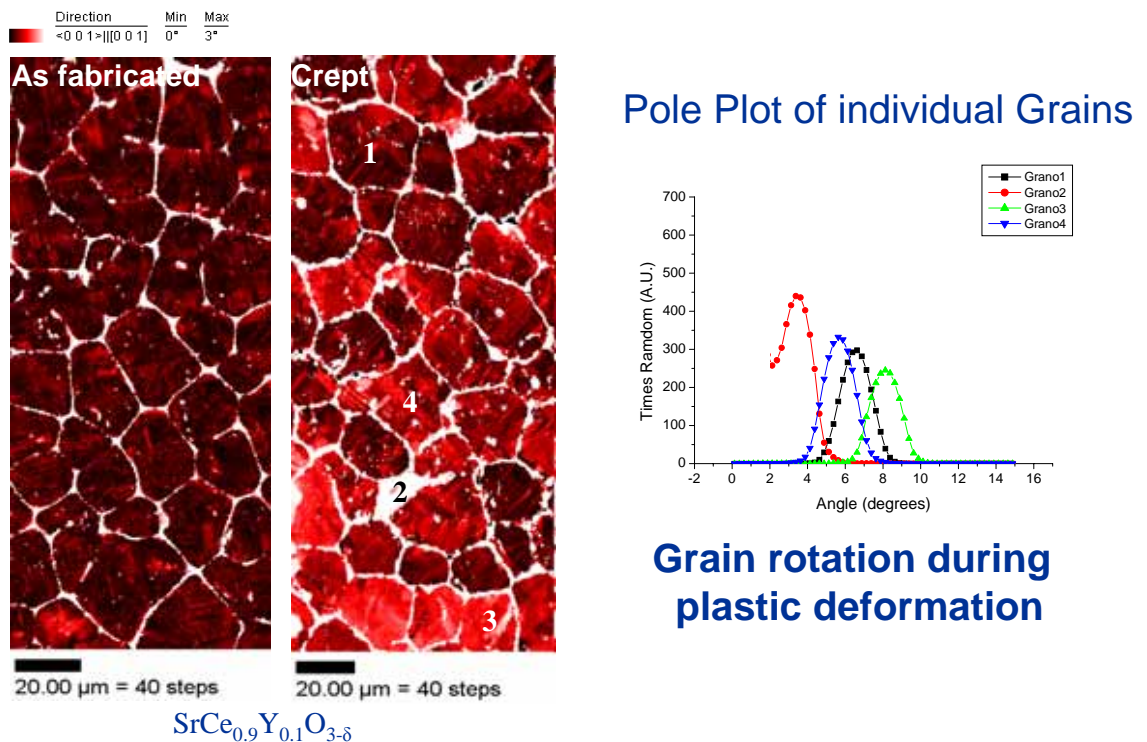 Direction Min Max
<0 0 1>||[0 0 1] 0° 3°
As fabricated
Crept
1
4
2
3
20.00 µm = 40 steps
20.00 µm = 40 steps
SrCe0.9Y0.1O3-δ
Pole Plot of individual Grains
Grano1
Grano2
Grano3
Grano4
Times Ramdom (A.U.)
700
600
500
400
300
200
100
0
-2 0 2 4 6 8 10 12 14 16
Angle (degrees)
Grain rotation during
plastic deformation